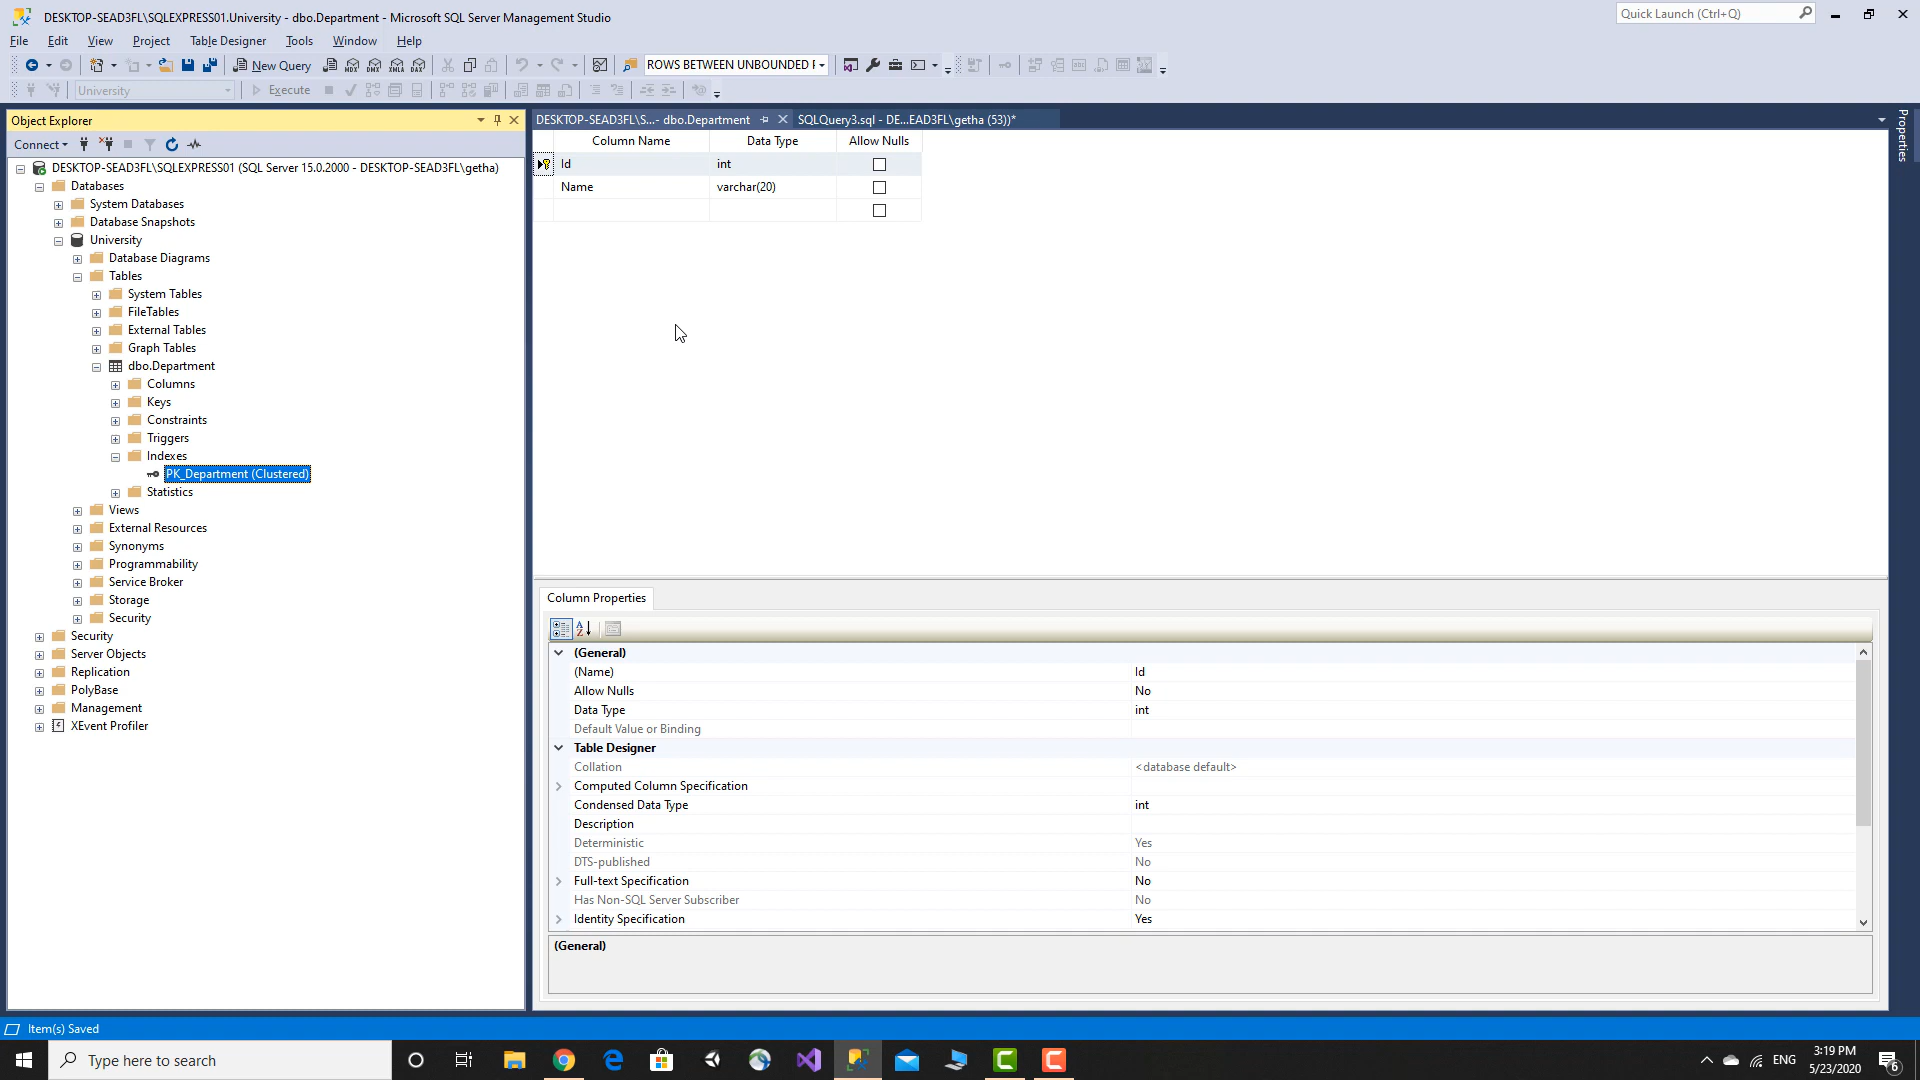 DESKTOP-SEAD3FL\SQLEXPRESS01.University - dbo.Department - Microsoft SQL Server Management Studio
Quick Launch (Ctrl+Q)
File Edit View Project Table Designer Tools Window Help
New Query MDX DMX XMLA DAX ROWS BETWEEN UNBOUNDED F
University Execute
Object Explorer
DESKTOP-SEAD3FL\S...- dbo.Department
SQLQuery3.sql - DE...EAD3FL\getha (53))*
Properties
Connect
Column Name Data Type Allow Nulls
Id int
Name varchar(20)
DESKTOP-SEAD3FL\SQLEXPRESS01 (SQL Server 15.0.2000 - DESKTOP-SEAD3FL\getha)
Databases
System Databases
Database Snapshots
University
Database Diagrams
Tables
System Tables
FileTables
External Tables
Graph Tables
dbo.Department
Columns
Keys
Constraints
Triggers
Indexes
PK_Department (Clustered)
Statistics
Views
External Resources
Synonyms
Programmability
Service Broker
Storage
Security
Security
Server Objects
Replication
PolyBase
Management
XEvent Profiler
Column Properties
(General)
(Name) Id
Allow Nulls No
Data Type int
Default Value or Binding
Table Designer
Collation <database default>
Computed Column Specification
Condensed Data Type int
Description
Deterministic Yes
DTS-published No
Full-text Specification No
Has Non-SQL Server Subscriber No
Identity Specification Yes
(General)
Item(s) Saved
Type here to search
ENG
3:19 PM
5/23/2020
6